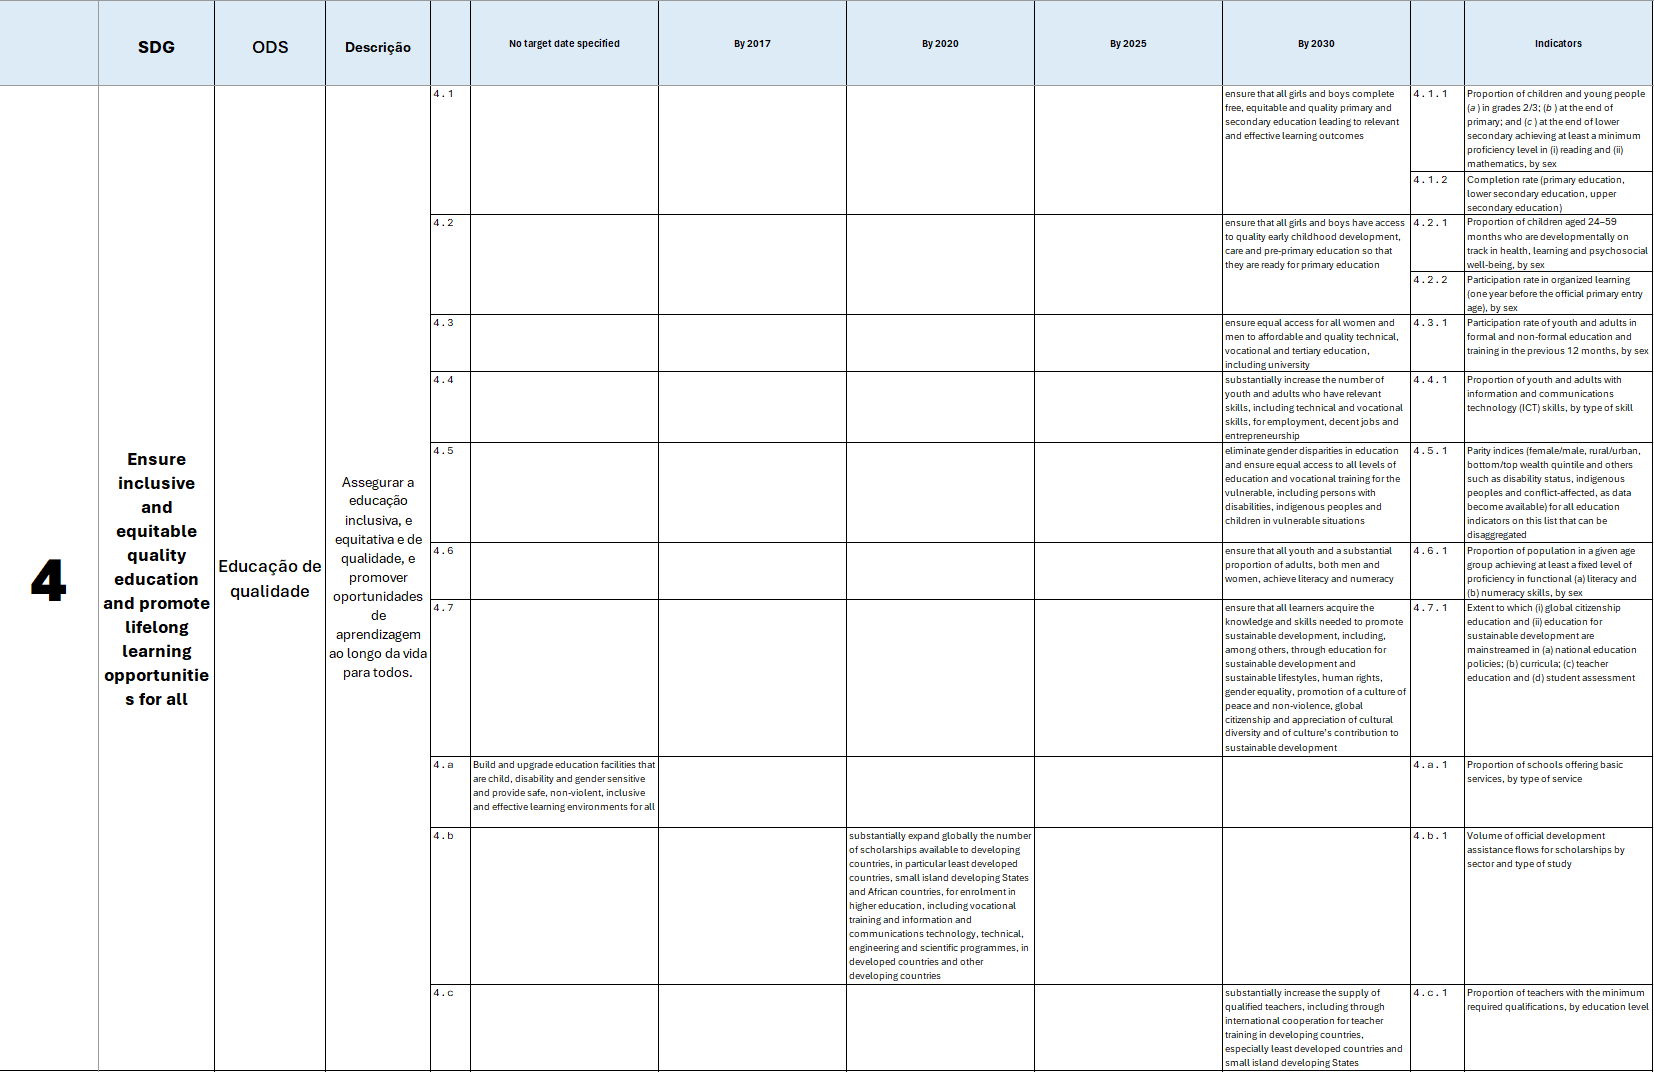 SDG
ODS
Descrição
No target date specified
By 2017
By 2020
By 2025
By 2030
Indicators
4
Ensure
inclusive
and
equitable
quality
education
and promote
lifelong
learning
opportunitie
s for all
Educação de
qualidade
Assegurar a
educação
inclusiva, e
equitativa e de
qualidade, e
promover
oportunidades
de
aprendizagem
ao longo da vida
para todos.
4.1
ensure that all girls and boys complete
free, equitable and quality primary and
secondary education leading to relevant
and effective learning outcomes
4.1.1
Proportion of children and young people
(a ) in grades 2/3; (b ) at the end of
primary; and (c ) at the end of lower
secondary achieving at least a minimum
proficiency level in (i) reading and (ii)
mathematics, by sex
4.1.2
Completion rate (primary education,
lower secondary education, upper
secondary education)
4.2
ensure that all girls and boys have access
to quality early childhood development,
care and pre-primary education so that
they are ready for primary education
4.2.1
Proportion of children aged 24–59
months who are developmentally on
track in health, learning and psychosocial
well-being, by sex
4.2.2
Participation rate in organized learning
(one year before the official primary entry
age), by sex
4.3
ensure equal access for all women and
men to affordable and quality technical,
vocational and tertiary education,
including university
4.3.1
Participation rate of youth and adults in
formal and non-formal education and
training in the previous 12 months, by sex
4.4
substantially increase the number of
youth and adults who have relevant
skills, including technical and vocational
skills, for employment, decent jobs and
entrepreneurship
4.4.1
Proportion of youth and adults with
information and communications
technology (ICT) skills, by type of skill
4.5
eliminate gender disparities in education
and ensure equal access to all levels of
education and vocational training for the
vulnerable, including persons with
disabilities, indigenous peoples and
children in vulnerable situations
4.5.1
Parity indices (female/male, rural/urban,
bottom/top wealth quintile and others
such as disability status, indigenous
peoples and conflict-affected, as data
become available) for all education
indicators on this list that can be
disaggregated
4.6
ensure that all youth and a substantial
proportion of adults, both men and
women, achieve literacy and numeracy
4.6.1
Proportion of population in a given age
group achieving at least a fixed level of
proficiency in functional (a) literacy and
(b) numeracy skills, by sex
4.7
ensure that all learners acquire the
knowledge and skills needed to promote
sustainable development, including,
among others, through education for
sustainable development and
sustainable lifestyles, human rights,
gender equality, promotion of a culture of
peace and non-violence, global
citizenship and appreciation of cultural
diversity and of culture's contribution to
sustainable development
4.7.1
Extent to which (i) global citizenship
education and (ii) education for
sustainable development are
mainstreamed in (a) national education
policies; (b) curricula; (c) teacher
education and (d) student assessment
4.a
Build and upgrade education facilities that
are child, disability and gender sensitive
and provide safe, non-violent, inclusive
and effective learning environments for all
4.a.1
Proportion of schools offering basic
services, by type of service
4.b
substantially expand globally the number
of scholarships available to developing
countries, in particular least developed
countries, small island developing States
and African countries, for enrolment in
higher education, including vocational
training and information and
communications technology, technical,
engineering and scientific programmes, in
developed countries and other
developing countries
4.b.1
Volume of official development
assistance flows for scholarships by
sector and type of study
4.c
substantially increase the supply of
qualified teachers, including through
international cooperation for teacher
training in developing countries,
especially least developed countries and
small island developing States
4.c.1
Proportion of teachers with the minimum
required qualifications, by education level